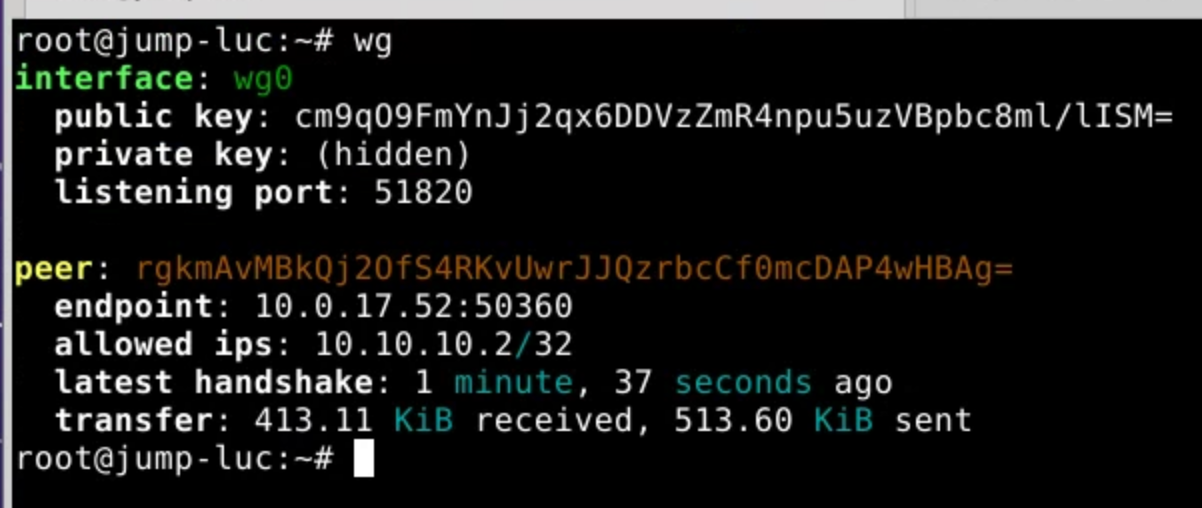 root@jump-luc:~# wg
interface: wg0
  public key: cm9qO9FmYnJj2qx6DDVzZmR4npu5uzVBpbc8ml/lISM=
  private key: (hidden)
  listening port: 51820

peer: rgkmAvMBkQj2OfS4RKvUwrJJQzrbcCf0mcDAP4wHBAg=
  endpoint: 10.0.17.52:50360
  allowed ips: 10.10.10.2/32
  latest handshake: 1 minute, 37 seconds ago
  transfer: 413.11 KiB received, 513.60 KiB sent
root@jump-luc:~#